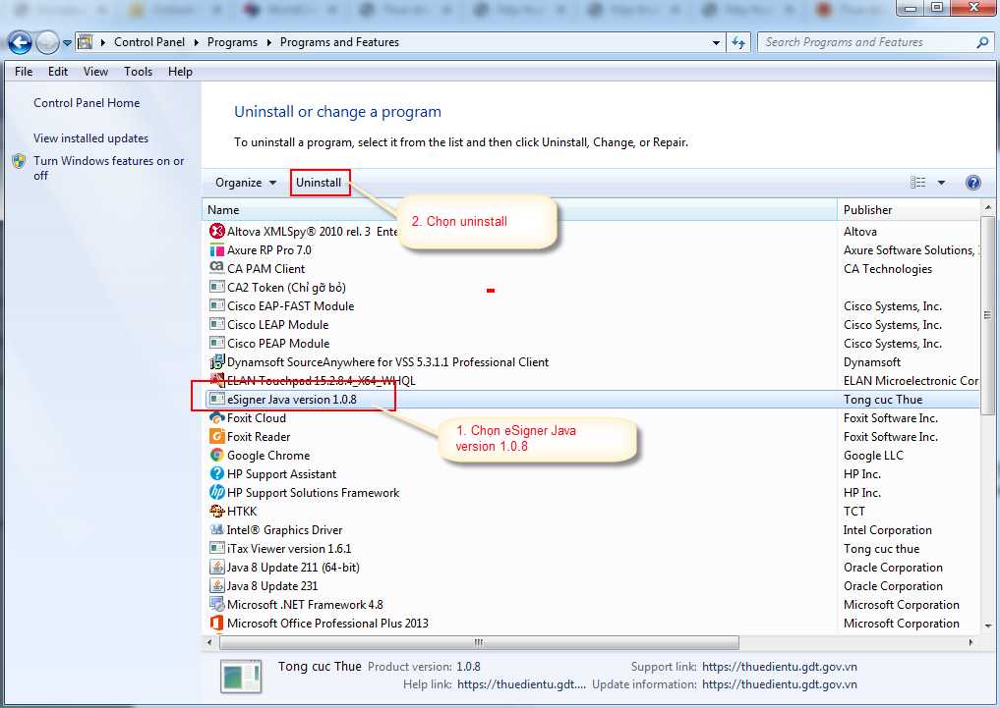 Control Panel Programs Programs and Features
Search Programs and Features
File Edit View Tools Help
Control Panel Home
View installed updates
Turn Windows features on or
off
Uninstall or change a program
To uninstall a program, select it from the list and then click Uninstall, Change, or Repair.
Organize Uninstall
2. Chọn uninstall
Name Publisher
Altova XMLSpy® 2010 rel. 3 Ente Altova
Axure RP Pro 7.0 Axure Software Solutions,
CA PAM Client CA Technologies
CA2 Token (Chỉ gỡ bỏ)
Cisco EAP-FAST Module Cisco Systems, Inc.
Cisco LEAP Module Cisco Systems, Inc.
Cisco PEAP Module Cisco Systems, Inc.
Dynamsoft SourceAnywhere for VSS 5.3.1.1 Professional Client Dynamsoft
ELAN Touchpad 15.2.8.4_X64_WHQL ELAN Microelectronic Cor
eSigner Java version 1.0.8 Tong cuc Thue
Foxit Cloud Foxit Software Inc.
1. Chọn eSigner Java
version 1.0.8
Foxit Reader Foxit Software Inc.
Google Chrome Google LLC
HP Support Assistant HP Inc.
HP Support Solutions Framework HP Inc.
HTKK TCT
Intel® Graphics Driver Intel Corporation
iTax Viewer version 1.6.1 Tong cuc thue
Java 8 Update 211 (64-bit) Oracle Corporation
Java 8 Update 231 Oracle Corporation
Microsoft .NET Framework 4.8 Microsoft Corporation
Microsoft Office Professional Plus 2013 Microsoft Corporation
Tong cuc Thue Product version: 1.0.8 Support link: https://thuedientu.gdt.gov.vn
Help link: https://thuedientu.gdt.... Update information: https://thuedientu.gdt.gov.vn